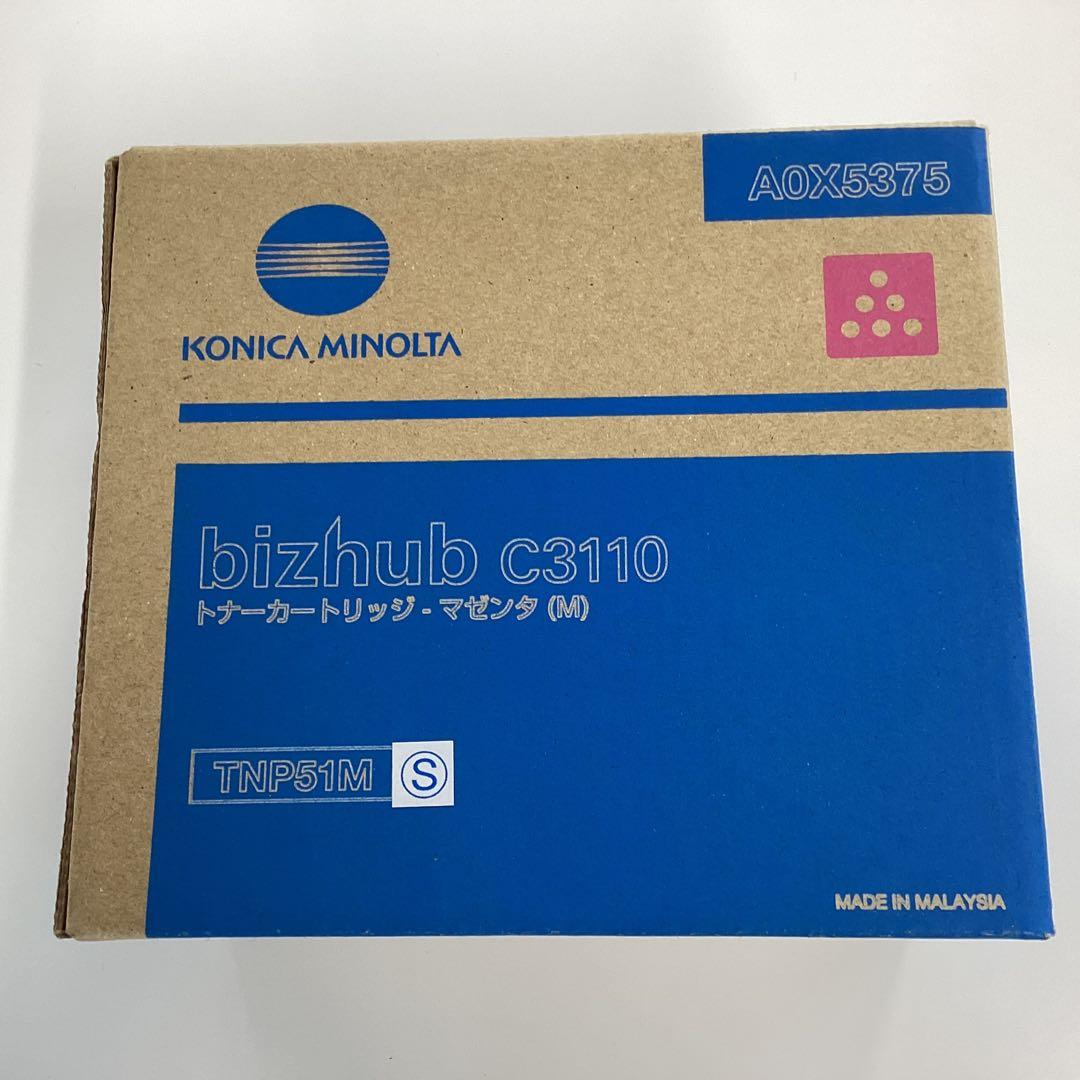 A0X5375
KONICA MINOLTA
bizhub C3110
トナーカートリッジ - マゼンタ (M)
TNP51M Ⓢ
MADE IN MALAYSIA